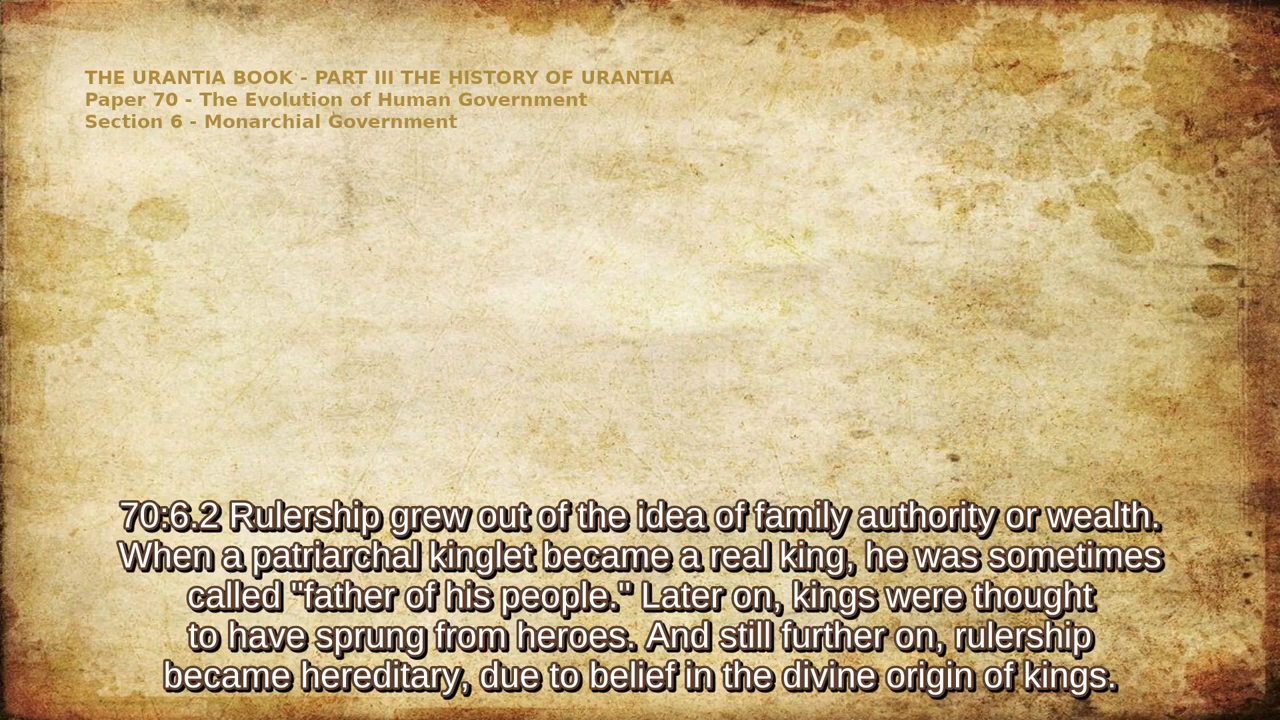 THE URANTIA BOOK - PART III THE HISTORY OF URANTIA
Paper 70 - The Evolution of Human Government
Section 6 - Monarchial Government
70:6.2 Rulership grew out of the idea of family authority or wealth.
When a patriarchal kinglet became a real king, he was sometimes
called "father of his people." Later on, kings were thought
to have sprung from heroes. And still further on, rulership
became hereditary, due to belief in the divine origin of kings.